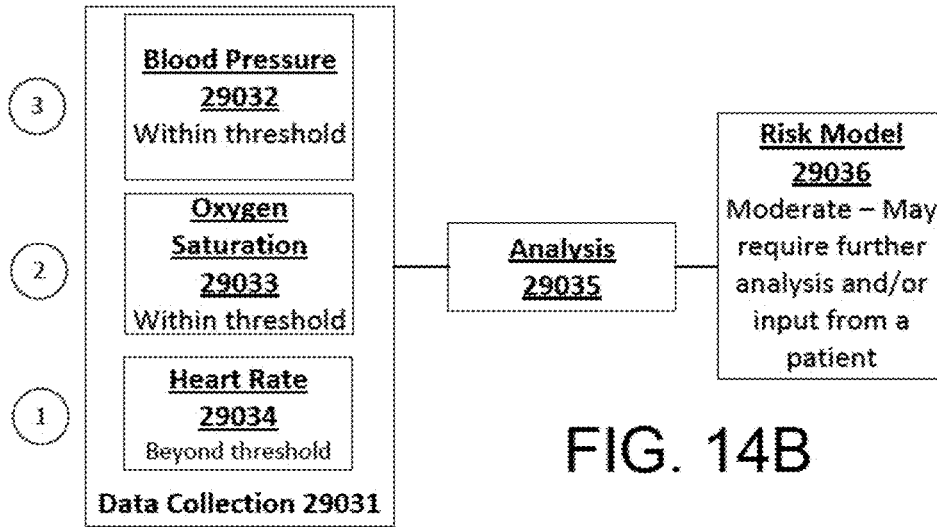 3
Blood Pressure
29032
Within threshold
2
Oxygen
Saturation
29033
Within threshold
1
Heart Rate
29034
Beyond threshold
Data Collection 29031
Analysis
29035
Risk Model
29036
Moderate – May
require further
analysis and/or
input from a
patient
FIG. 14B